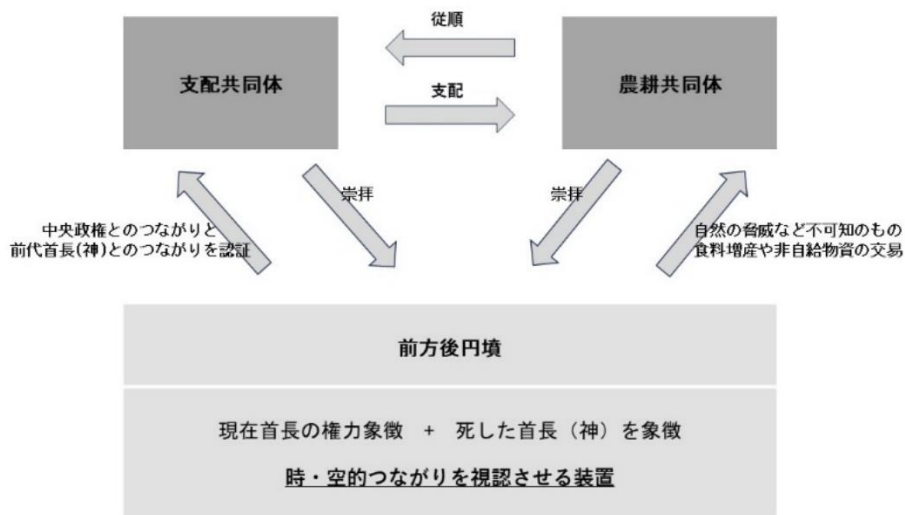 従順
支配共同体
支配
農耕共同体
崇拝
崇拝
中央政権とのつながりと
前代首長(神)とのつながりを認証
自然の脅威など不可知のもの
食料増産や非自給物資の交易
前方後円墳
現在首長の権力象徴 + 死した首長（神）を象徴
時・空的つながりを視認させる装置